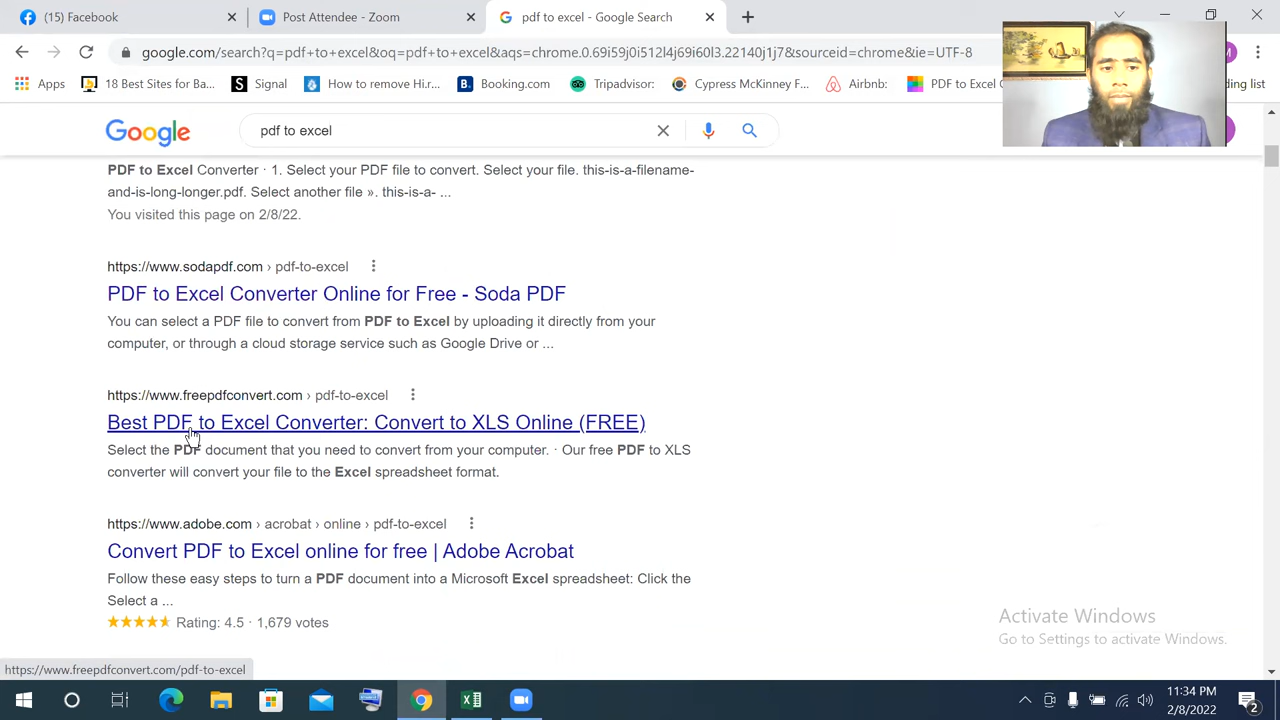 (15) Facebook
Post Attendee - Zoom
pdf to excel - Google Search
google.com/search?q=pdf+to+excel&oq=pdf+to+excel&aqs=chrome.0.69i59j0i512l4j69i60l3.22140j1j7&sourceid=chrome&ie=UTF-8
Apps
18 Best Sites for Ba...
Signal
Booking.com
Tripadvisor:
Cypress McKinney F...
Airbnb:
PDF to Excel
Google
pdf to excel
PDF to Excel Converter · 1. Select your PDF file to convert. Select your file. this-is-a-filename-
and-is-long-longer.pdf. Select another file ». this-is-a- ...
You visited this page on 2/8/22.
https://www.sodapdf.com › pdf-to-excel
PDF to Excel Converter Online for Free - Soda PDF
You can select a PDF file to convert from PDF to Excel by uploading it directly from your
computer, or through a cloud storage service such as Google Drive or ...
https://www.freepdfconvert.com › pdf-to-excel
Best PDF to Excel Converter: Convert to XLS Online (FREE)
Select the PDF document that you need to convert from your computer. · Our free PDF to XLS
converter will convert your file to the Excel spreadsheet format.
https://www.adobe.com › acrobat › online › pdf-to-excel
Convert PDF to Excel online for free | Adobe Acrobat
Follow these easy steps to turn a PDF document into a Microsoft Excel spreadsheet: Click the
Select a ...
Rating: 4.5 · 1,679 votes
Activate Windows
Go to Settings to activate Windows.
https://www.freepdfconvert.com/pdf-to-excel
11:34 PM
2/8/2022
2